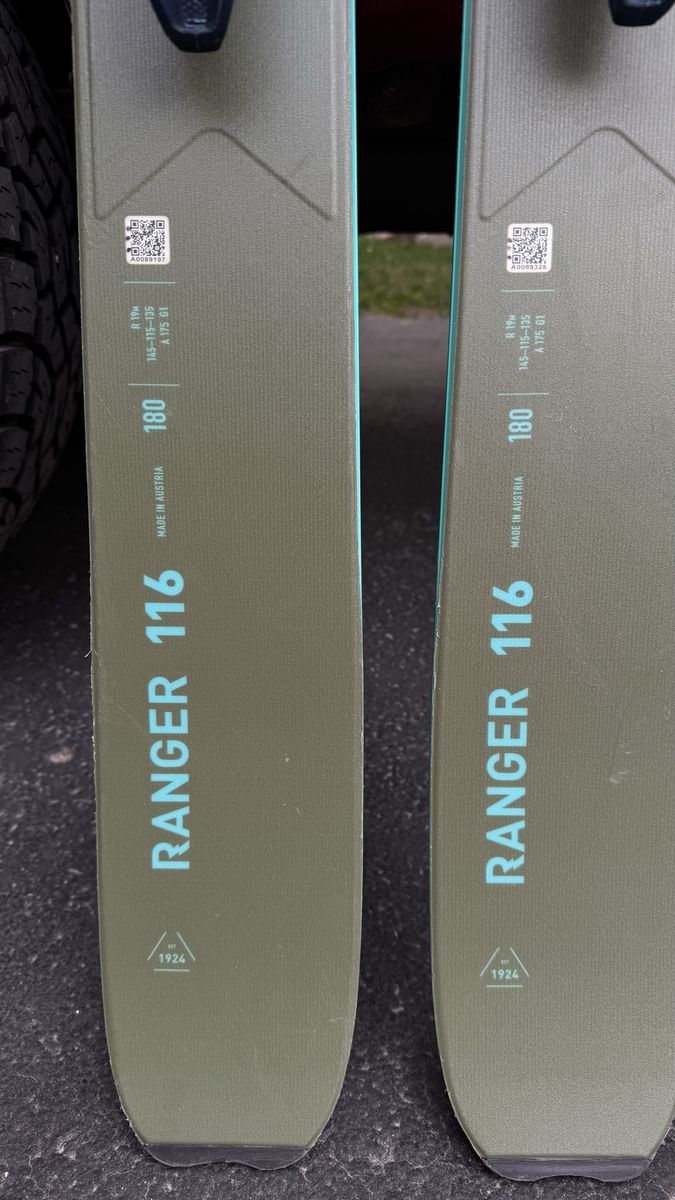 A0089197
R 19M
145–115–135
A 175 G1
180
MADE IN AUSTRIA
RANGER 116
EST
1924
A0089325
R 19M
145–115–135
A 175 G1
180
MADE IN AUSTRIA
RANGER 116
EST
1924